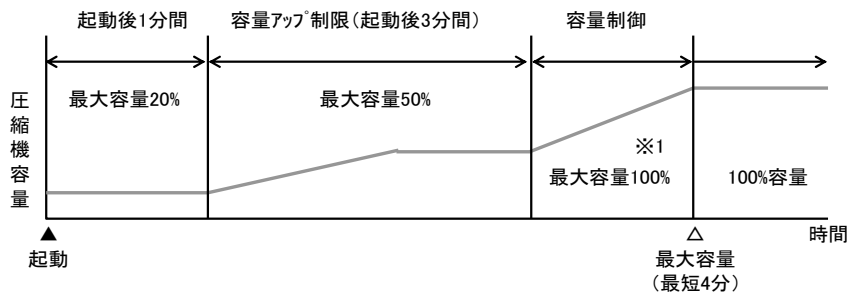 起動後1分間
容量アップ制限(起動後3分間)
容量制御
圧縮機容量
最大容量20%
最大容量50%
※1
最大容量100%
100%容量
▲
起動
△
最大容量
(最短4分)
時間